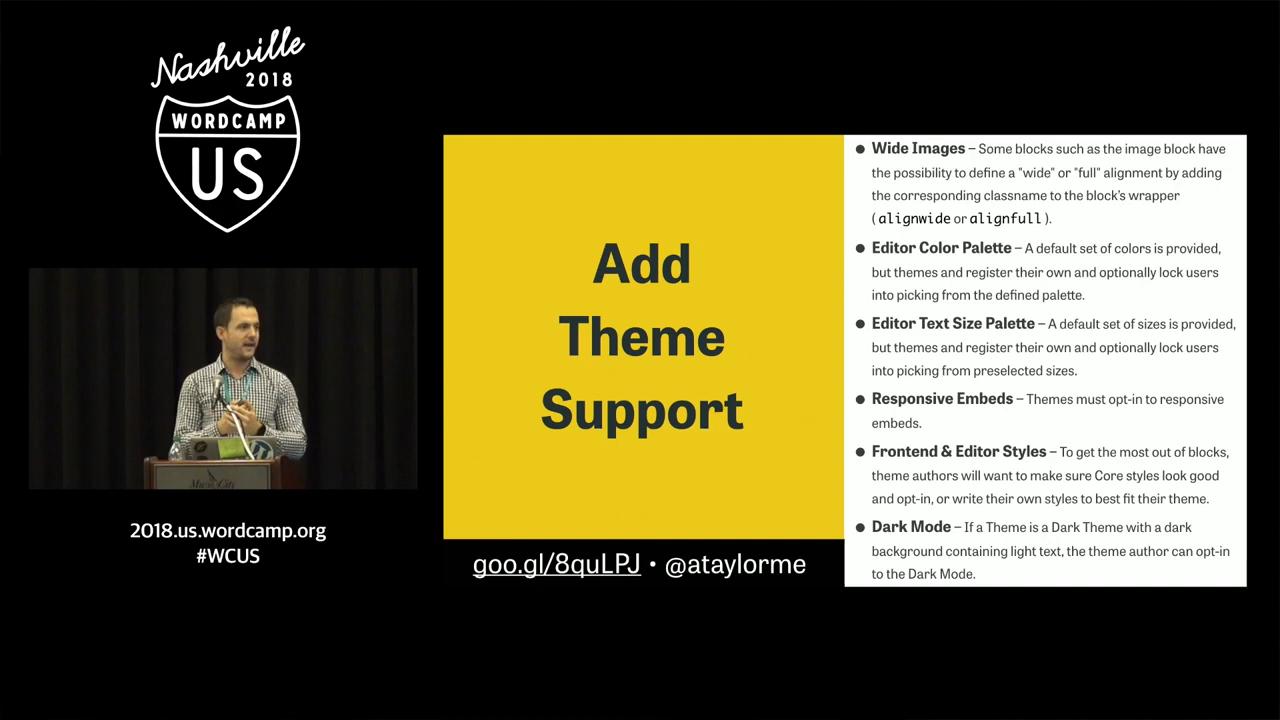 Nashville
2018
WORDCAMP
US
2018.us.wordcamp.org
#WCUS
Add
Theme
Support
goo.gl/8quLPJ • @ataylorme
● Wide Images – Some blocks such as the image block have
the possibility to define a "wide" or "full" alignment by adding
the corresponding classname to the block's wrapper
( alignwide or alignfull ).
● Editor Color Palette – A default set of colors is provided,
but themes and register their own and optionally lock users
into picking from the defined palette.
● Editor Text Size Palette – A default set of sizes is provided,
but themes and register their own and optionally lock users
into picking from preselected sizes.
● Responsive Embeds – Themes must opt-in to responsive
embeds.
● Frontend & Editor Styles – To get the most out of blocks,
theme authors will want to make sure Core styles look good
and opt-in, or write their own styles to best fit their theme.
● Dark Mode – If a Theme is a Dark Theme with a dark
background containing light text, the theme author can opt-in
to the Dark Mode.
Music City